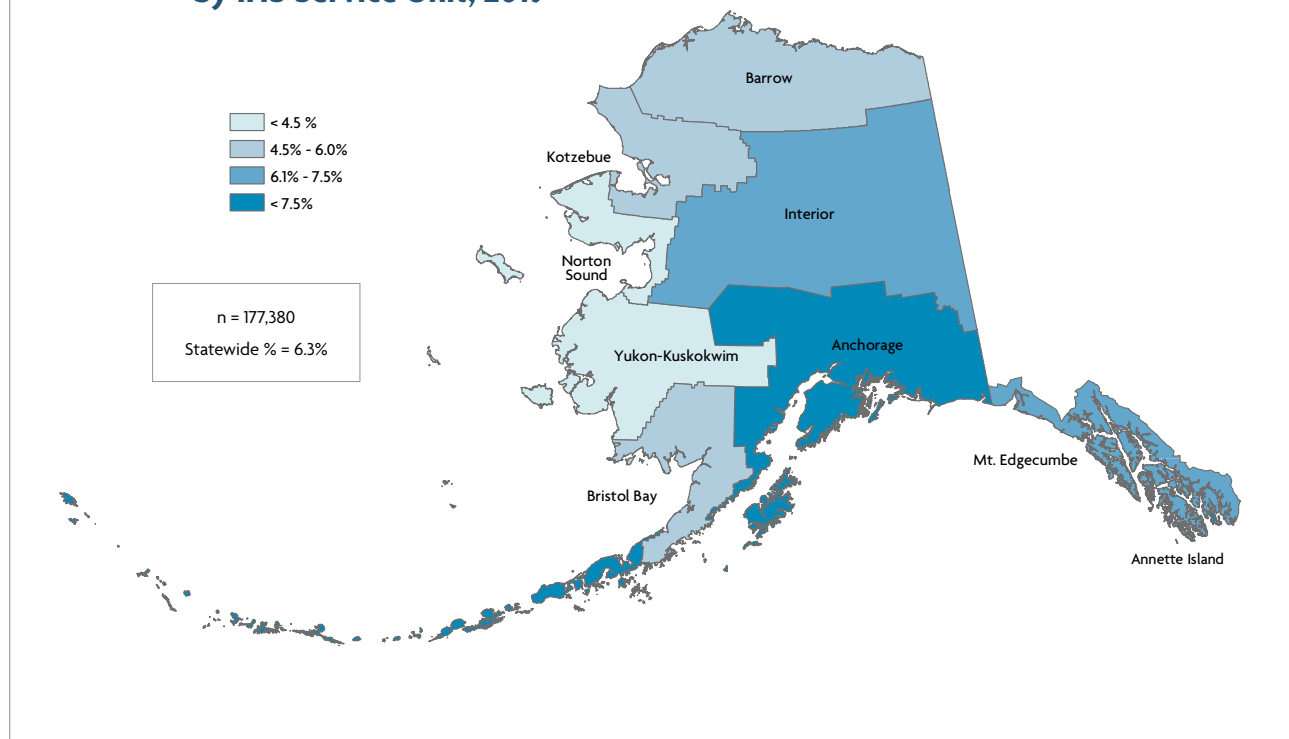 Barrow
< 4.5 %
4.5% - 6.0%
6.1% - 7.5%
< 7.5%
Kotzebue
Interior
Norton
Sound
n = 177,380
Statewide % = 6.3%
Yukon-Kuskokwim
Anchorage
Mt. Edgecumbe
Bristol Bay
Annette Island